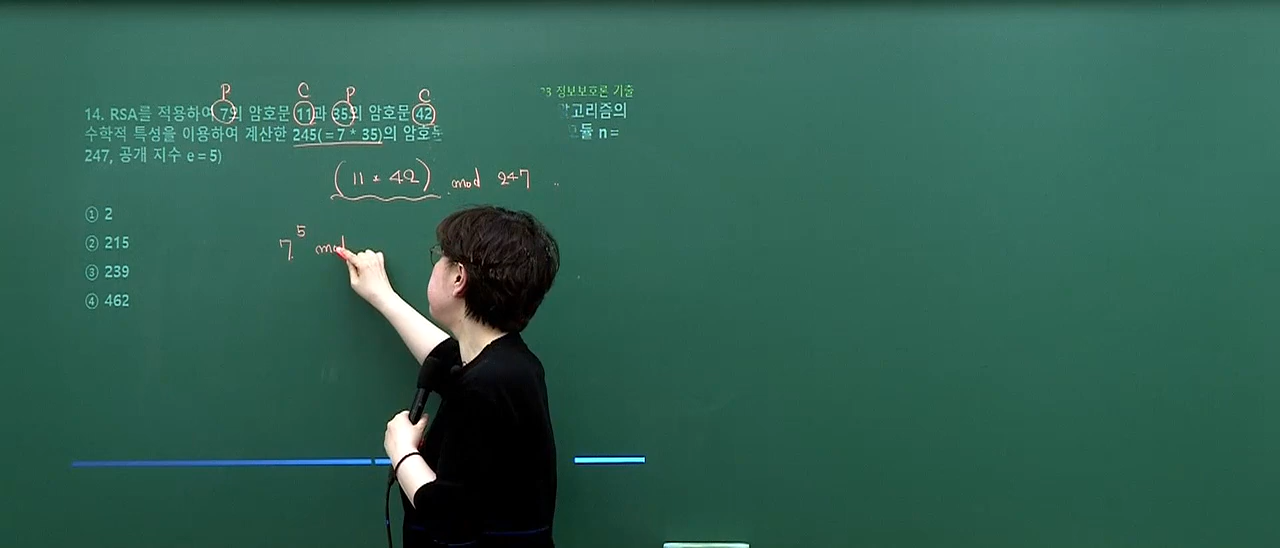 P C P C
14. RSA를 적용하여 7의 암호문 11과 35의 암호문 42
수학적 특성을 이용하여 계산한 245(= 7 * 35)의 암호문
247, 공개 지수 e = 5)
정보보호론 기출
알고리즘의
모듈 n =
(11 * 42) mod 247
① 2
② 215
③ 239
④ 462
7⁵ mod